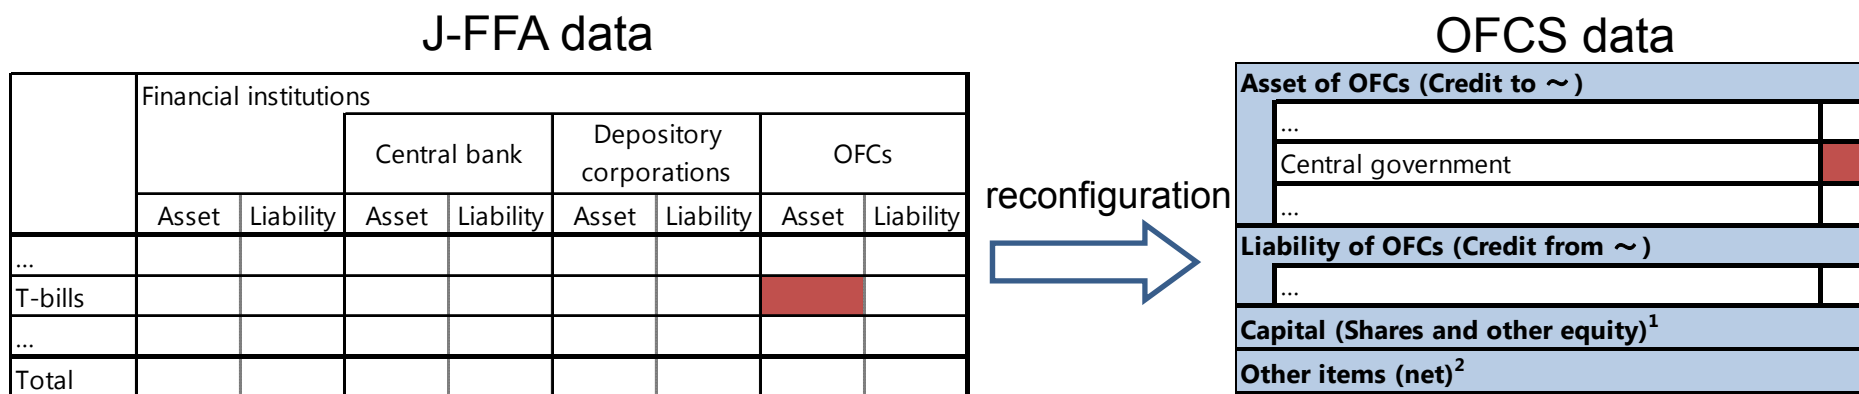 J-FFA data
Financial institutions
Central bank
Depository
corporations
OFCs
Asset Liability Asset Liability Asset Liability Asset Liability
...
T-bills
...
Total
reconfiguration
OFCS data
Asset of OFCs (Credit to ～)
...
Central government
...
Liability of OFCs (Credit from ～)
...
Capital (Shares and other equity)1
Other items (net)2